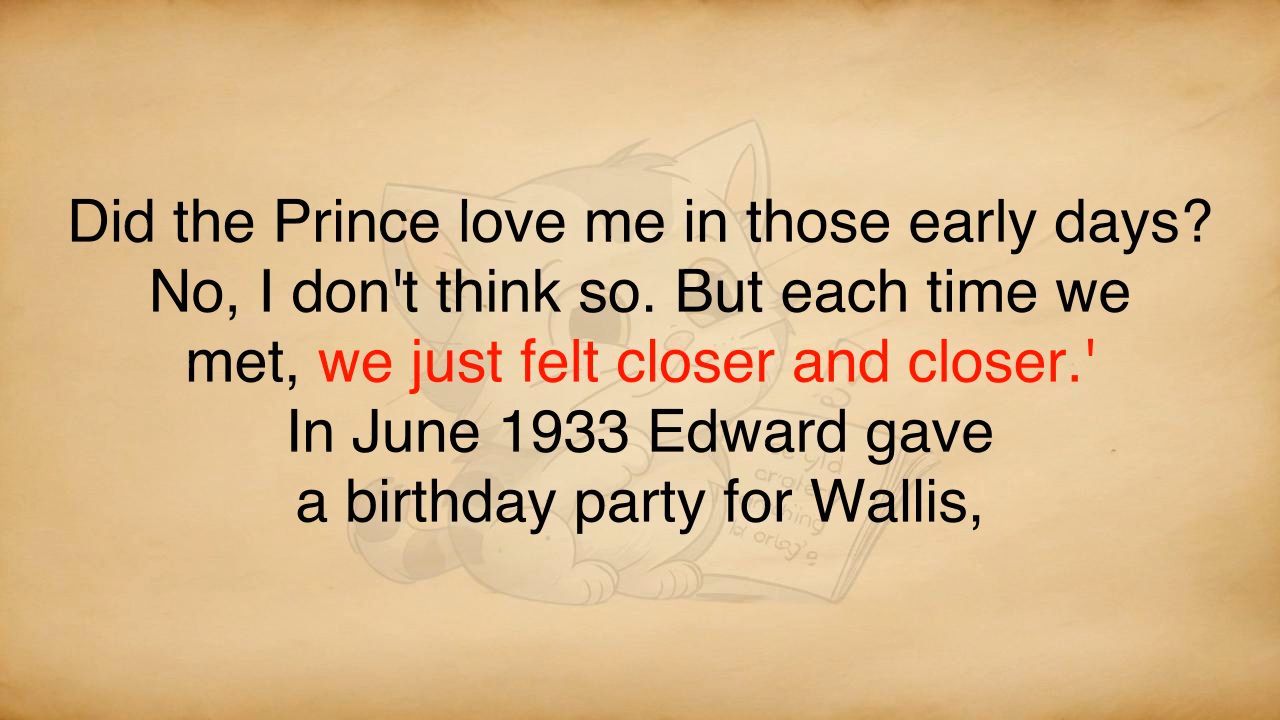 Did the Prince love me in those early days?
No, I don't think so. But each time we
met, we just felt closer and closer.'
In June 1933 Edward gave
a birthday party for Wallis,